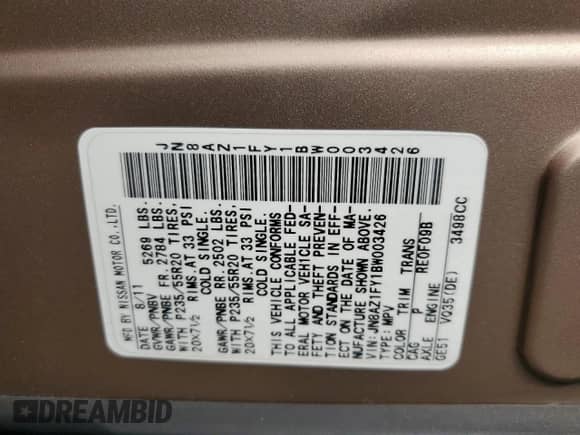 JN8AZ1FY1BW003426
MFD BY NISSAN MOTOR CO.,LTD.
DATE 8/11
GVWR/PNBV 5269 LBS.
GAWR/PNBE FR. 2784 LBS.
WITH P235/55R20 TIRES,
20X7½ RIMS,AT 33 PSI
COLD SINGLE.
GAWR/PNBE RR. 2502 LBS.
WITH P235/55R20 TIRES,
20X7½ RIMS,AT 33 PSI
COLD SINGLE.
THIS VEHICLE CONFORMS
TO ALL APPLICABLE FED-
ERAL MOTOR VEHICLE SA-
FETY AND THEFT PREVEN-
TION STANDARDS IN EFF-
ECT ON THE DATE OF MA-
NUFACTURE SHOWN ABOVE.
VIN:JN8AZ1FY1BW003426
TYPE:MPV
COLOR TRIM TRANS
CAG P RE0F09B
AXLE ENGINE
GE51 VQ35(DE) 3498CC
DREAMBID